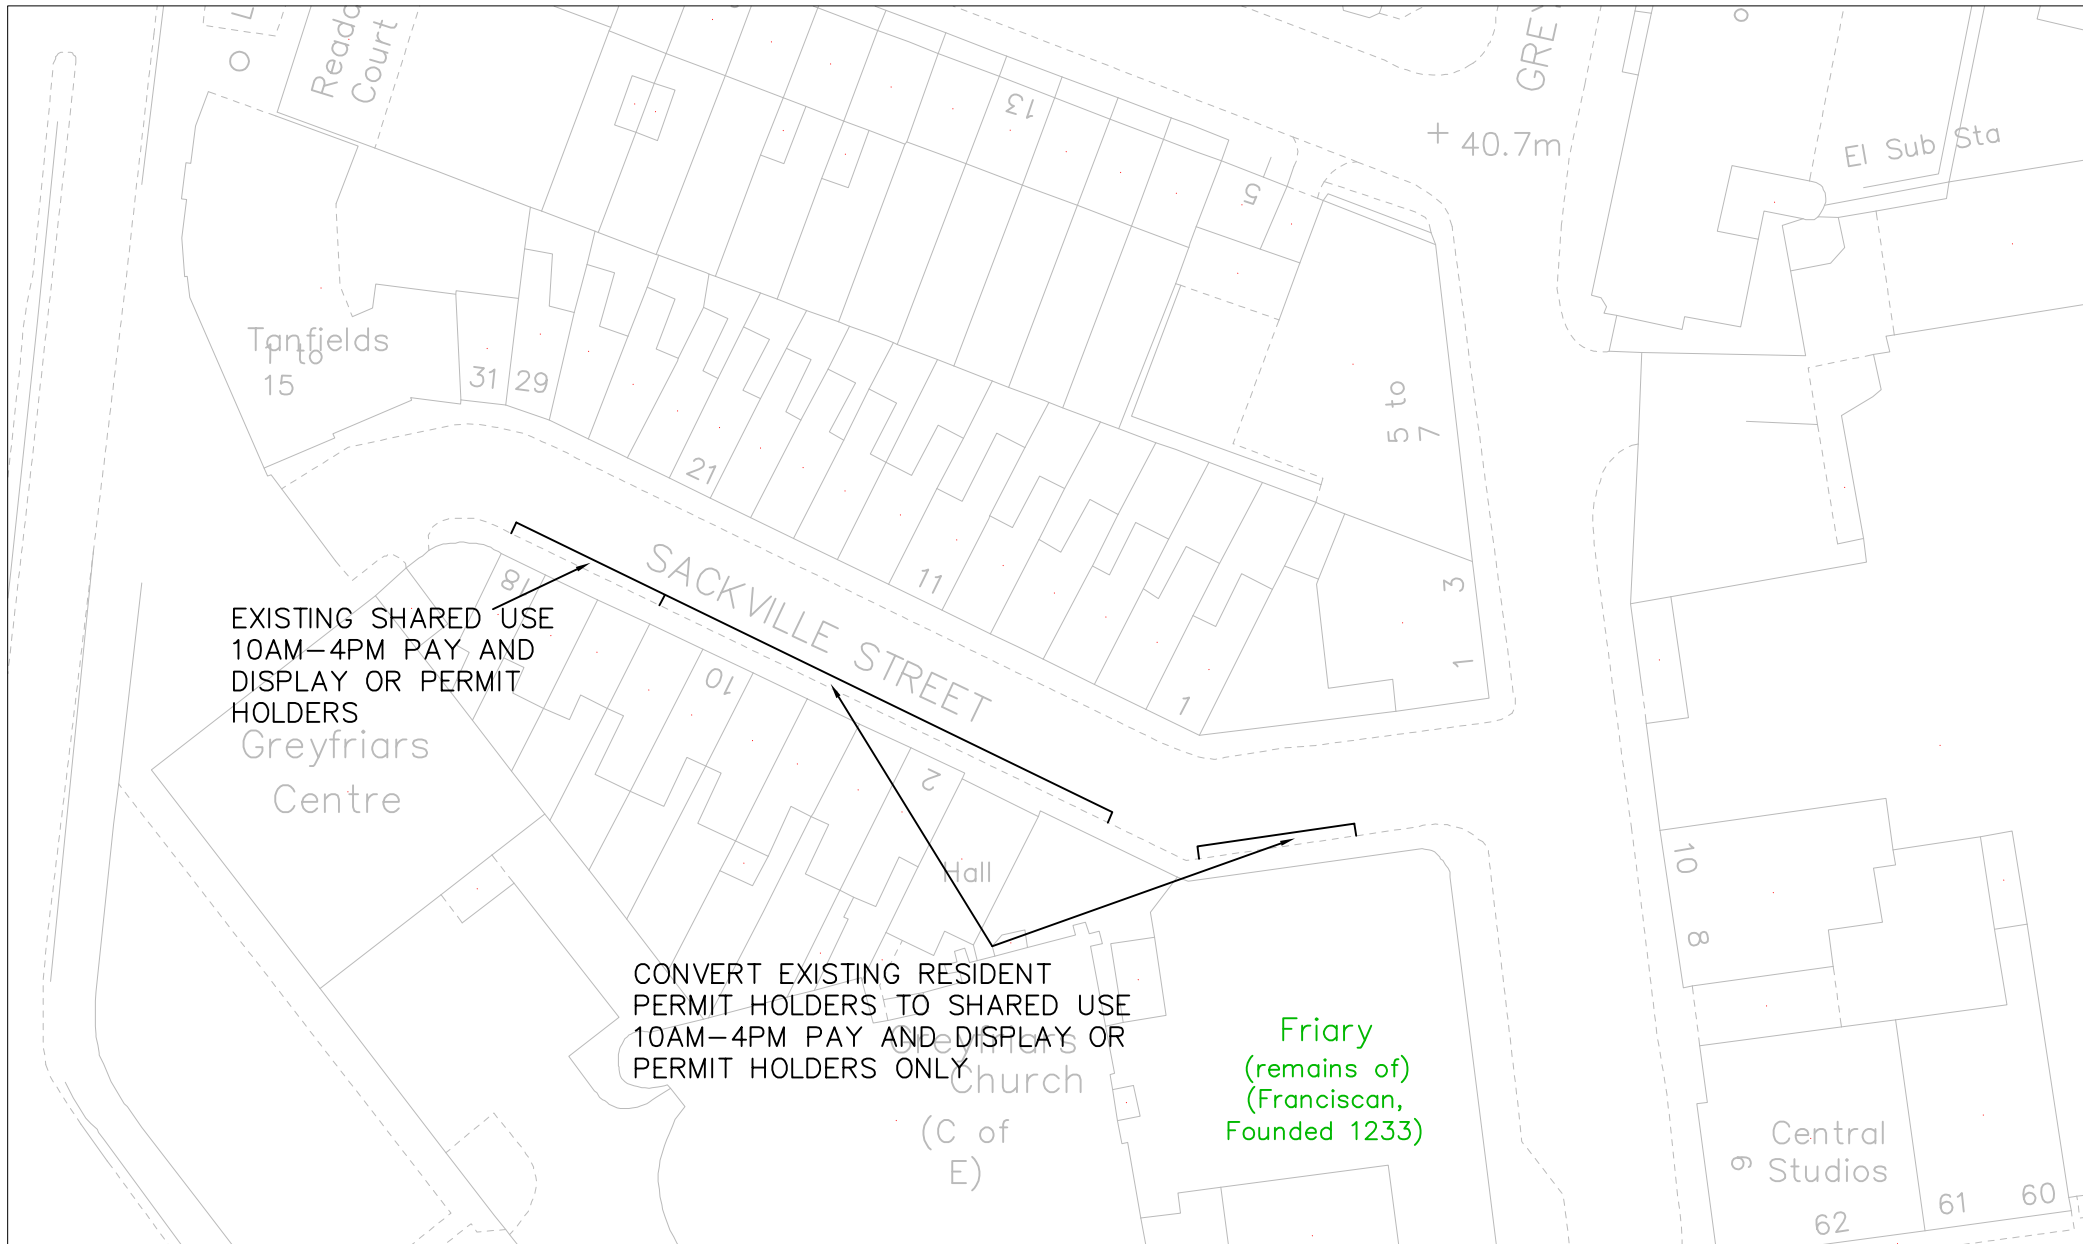 Court
GREY
13
40.7m
El Sub Sta
5
Tanfields
1 to
15
31
29
5 to
7
21
SACKVILLE STREET
11
18
3
1
1
10
2
EXISTING SHARED USE
10AM-4PM PAY AND
DISPLAY OR PERMIT
HOLDERS
Greyfriars
Centre
Hall
10
8
CONVERT EXISTING RESIDENT
PERMIT HOLDERS TO SHARED USE
10AM-4PM PAY AND DISPLAY OR
PERMIT HOLDERS ONLY
Greyfriars
Church
(C of
E)
Friary
(remains of)
(Franciscan,
Founded 1233)
Central
Studios
62
61
60